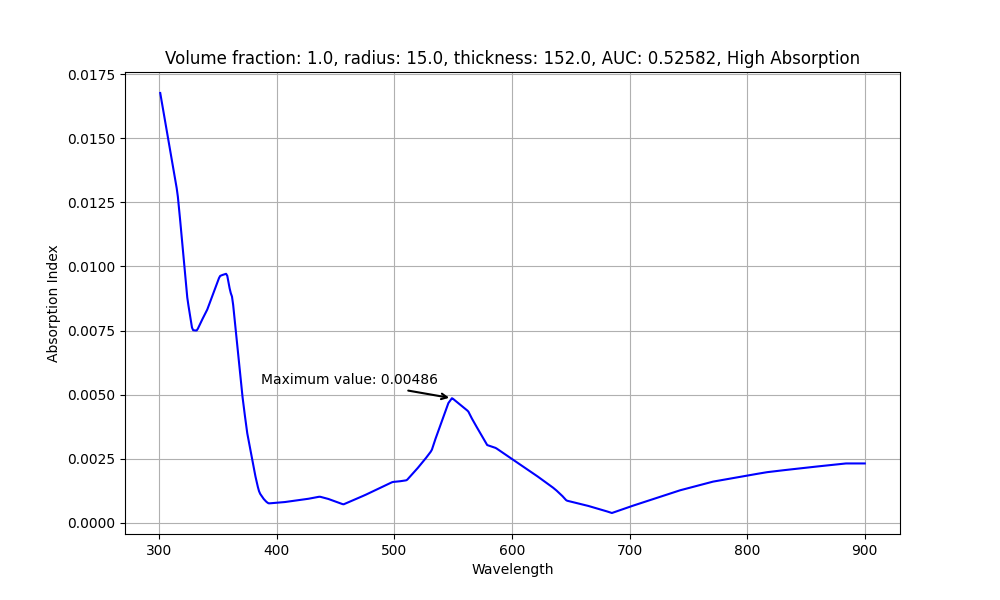 Volume fraction: 1.0, radius: 15.0, thickness: 152.0, AUC: 0.52582, High Absorption
0.0175
0.0150
0.0125
0.0100
0.0075
0.0050
0.0025
0.0000
Absorption Index
Maximum value: 0.00486
300 400 500 600 700 800 900
Wavelength